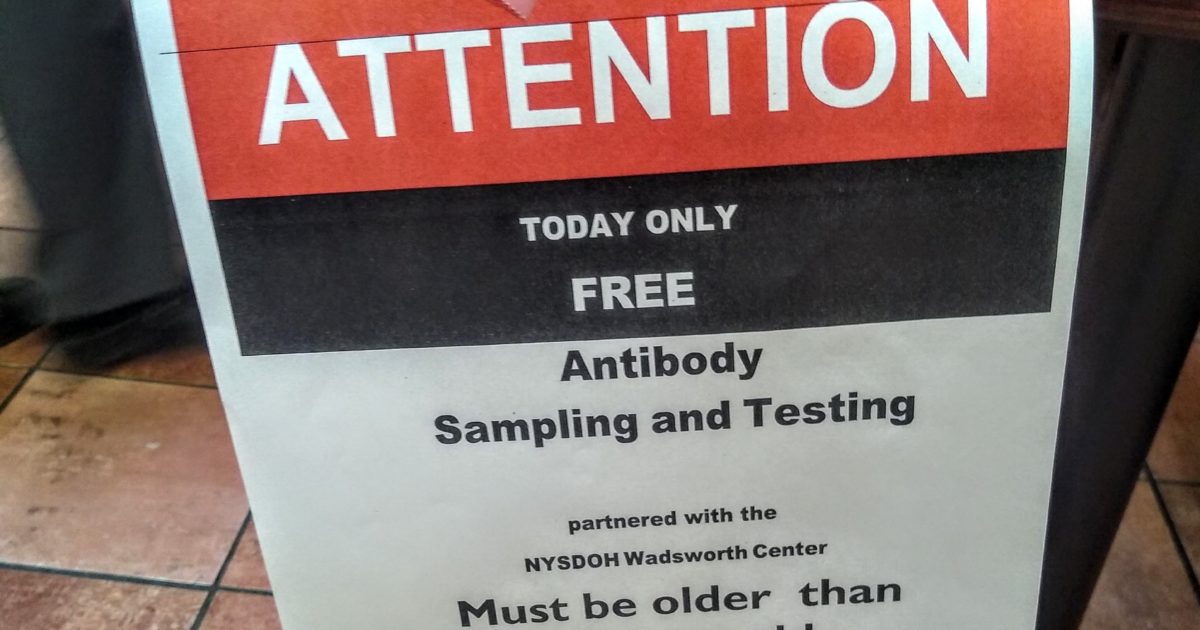 ATTENTION
TODAY ONLY
FREE
Antibody
Sampling and Testing
partnered with the
NYSDOH Wadsworth Center
Must be older than